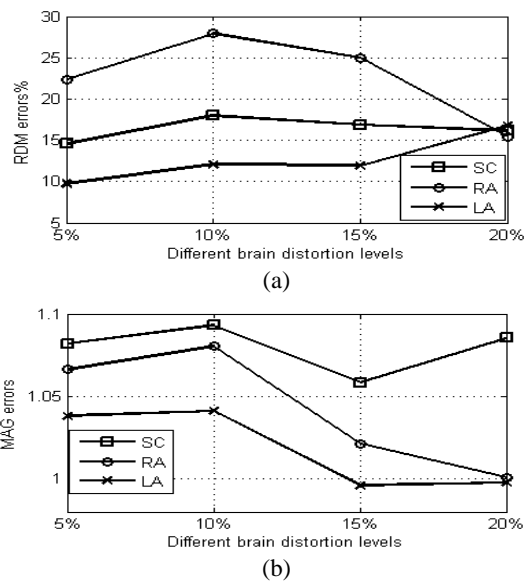 30
25
20
15
10
5
RDM errors%
SC
RA
LA
5%
10%
15%
20%
Different brain distortion levels
(a)
1.1
1.05
1
MAG errors
SC
RA
LA
5%
10%
15%
20%
Different brain distortion levels
(b)